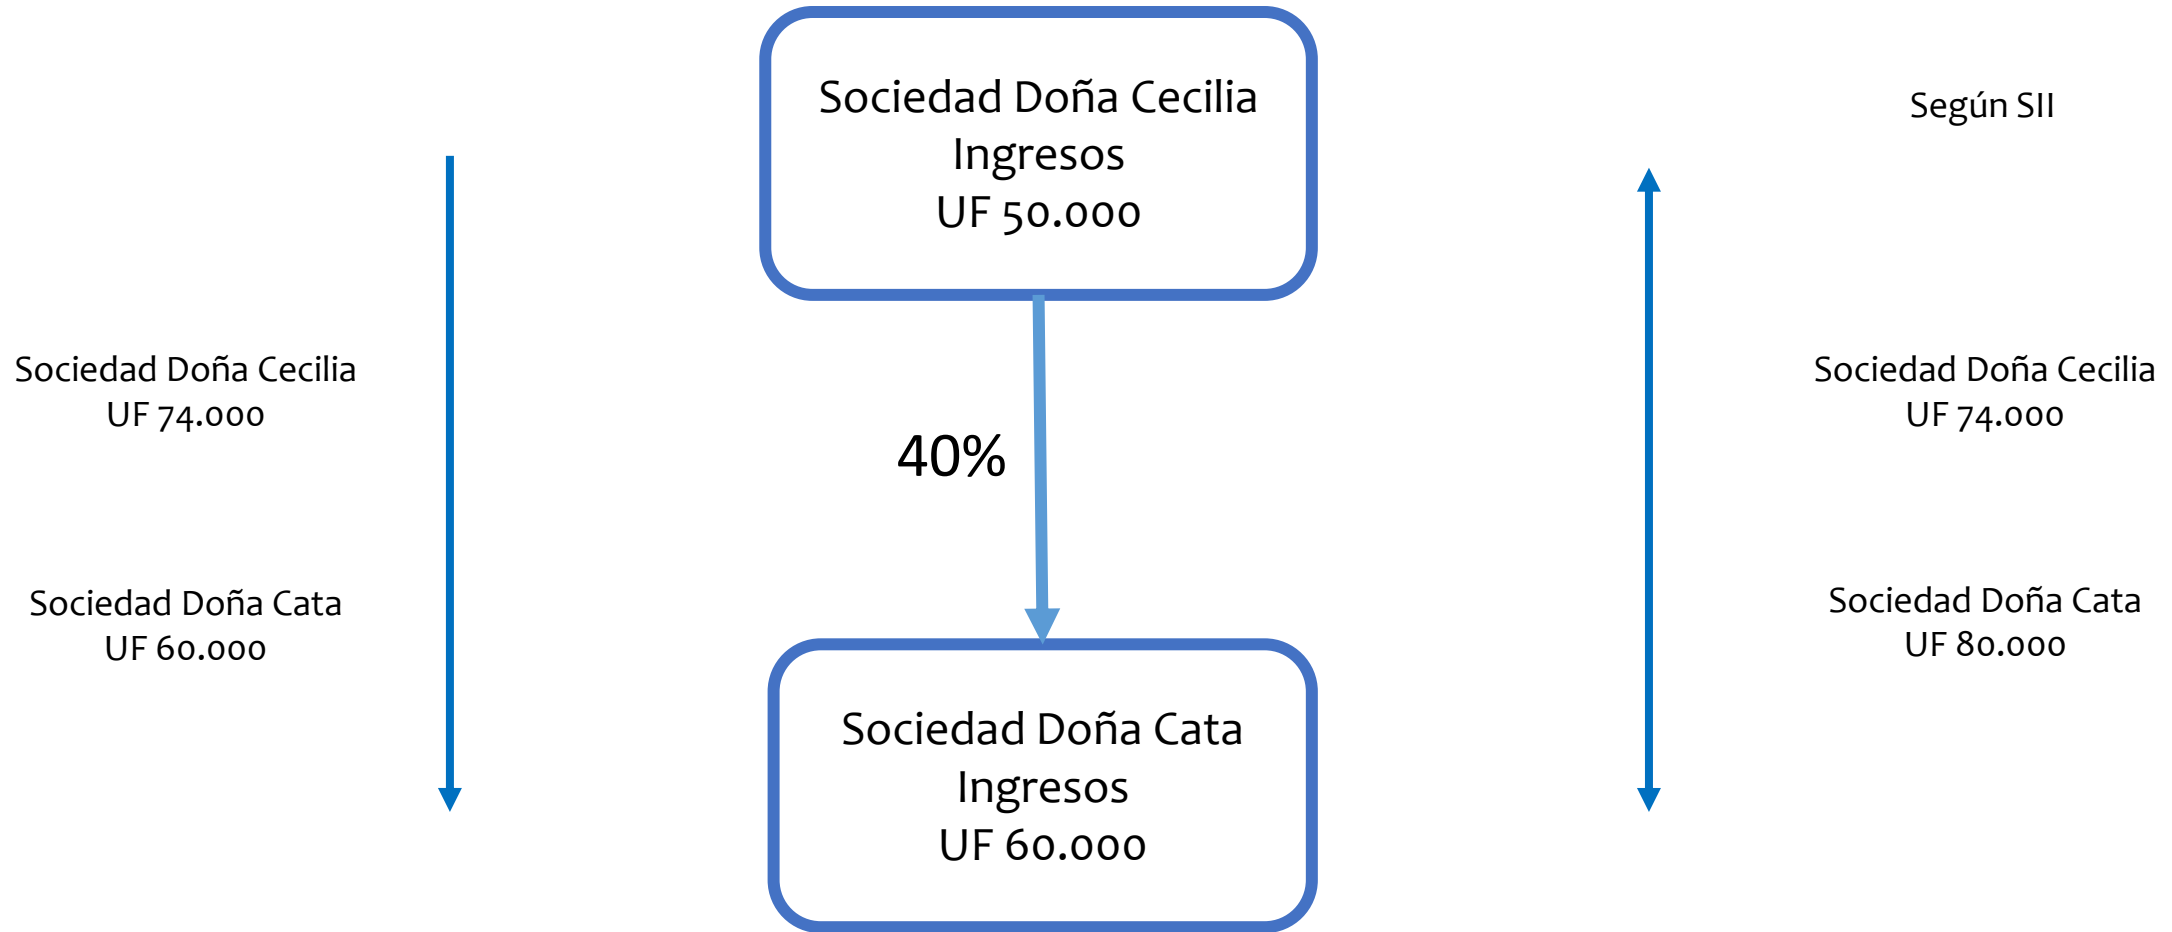 Sociedad Doña Cecilia
Ingresos
UF 50.000
Según SII
Sociedad Doña Cecilia
UF 74.000
40%
Sociedad Doña Cecilia
UF 74.000
Sociedad Doña Cata
UF 60.000
Sociedad Doña Cata
UF 80.000
Sociedad Doña Cata
Ingresos
UF 60.000